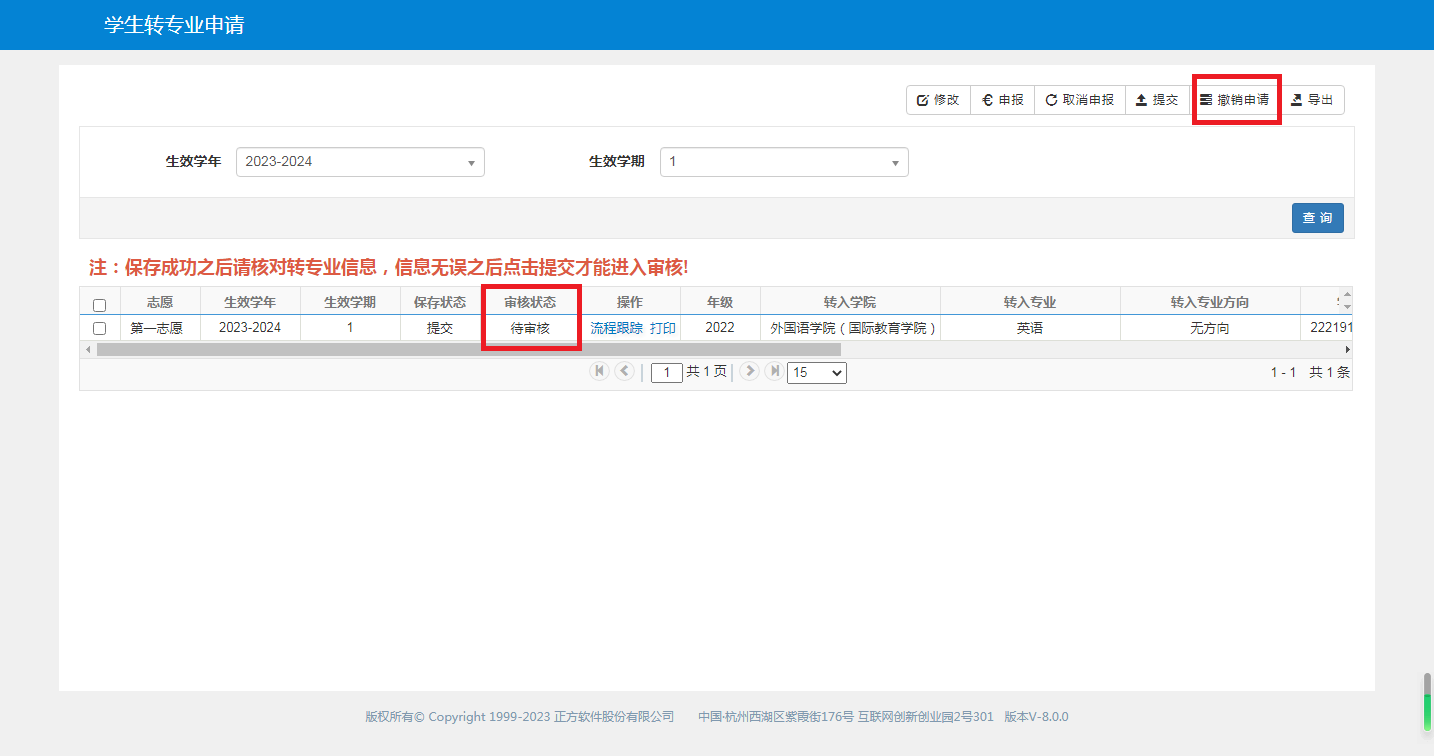 学生转专业申请
修改 申报 取消申报 提交 撤销申请 导出
生效学年 2023-2024 生效学期 1
查 询
注：保存成功之后请核对转专业信息，信息无误之后点击提交才能进入审核!
志愿 生效学年 生效学期 保存状态 审核状态 操作 年级 转入学院 转入专业 转入专业方向
第一志愿 2023-2024 1 提交 待审核 流程跟踪 打印 2022 外国语学院（国际教育学院） 英语 无方向 222191
1 共 1 页 15 1 - 1 共 1 条
版权所有© Copyright 1999-2023 正方软件股份有限公司 中国·杭州西湖区紫霞街176号 互联网创新创业园2号301 版本V-8.0.0